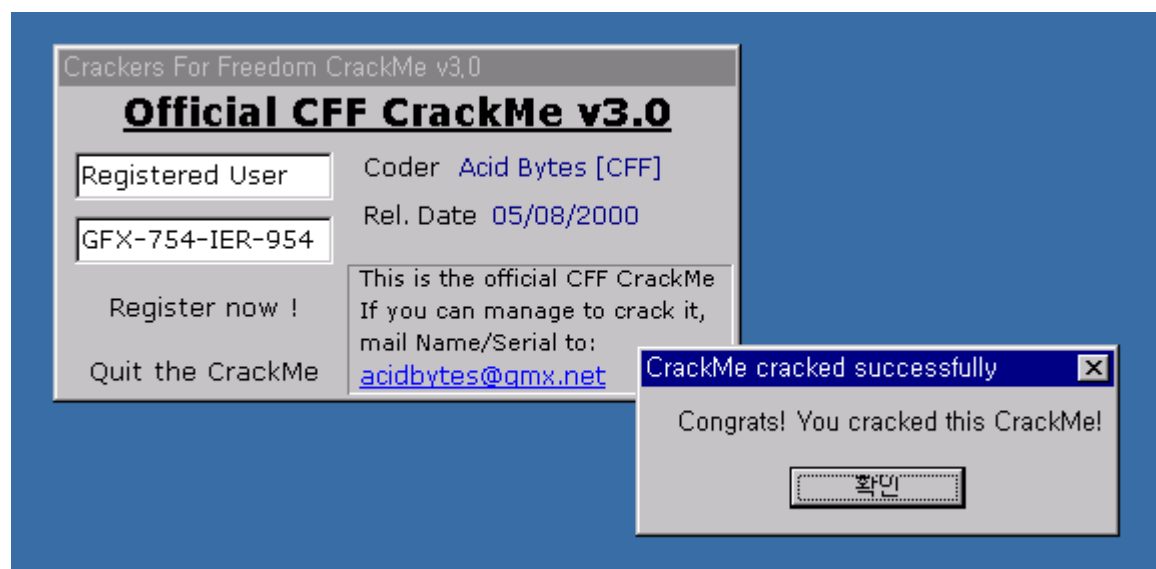 Crackers For Freedom CrackMe v3,0
Official CFF CrackMe v3.0
Registered User
GFX-754-IER-954
Register now !
Quit the CrackMe
Coder Acid Bytes [CFF]
Rel. Date 05/08/2000
This is the official CFF CrackMe
If you can manage to crack it,
mail Name/Serial to:
acidbytes@gmx.net
CrackMe cracked successfully
Congrats! You cracked this CrackMe!
확인